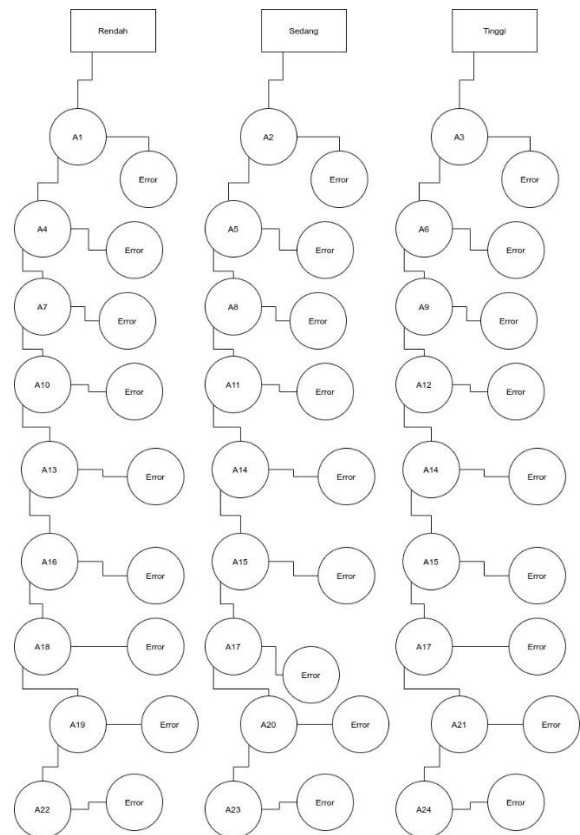 Rendah
Sedang
Tinggi
A1
A2
A3
Error
Error
Error
A4
Error
A5
Error
A6
Error
A7
Error
A8
Error
A9
Error
A10
Error
A11
Error
A12
Error
A13
Error
A14
Error
A14
Error
A16
Error
A15
Error
A15
Error
A18
Error
A17
Error
A17
Error
A19
Error
A20
Error
A21
Error
A22
Error
A23
Error
A24
Error